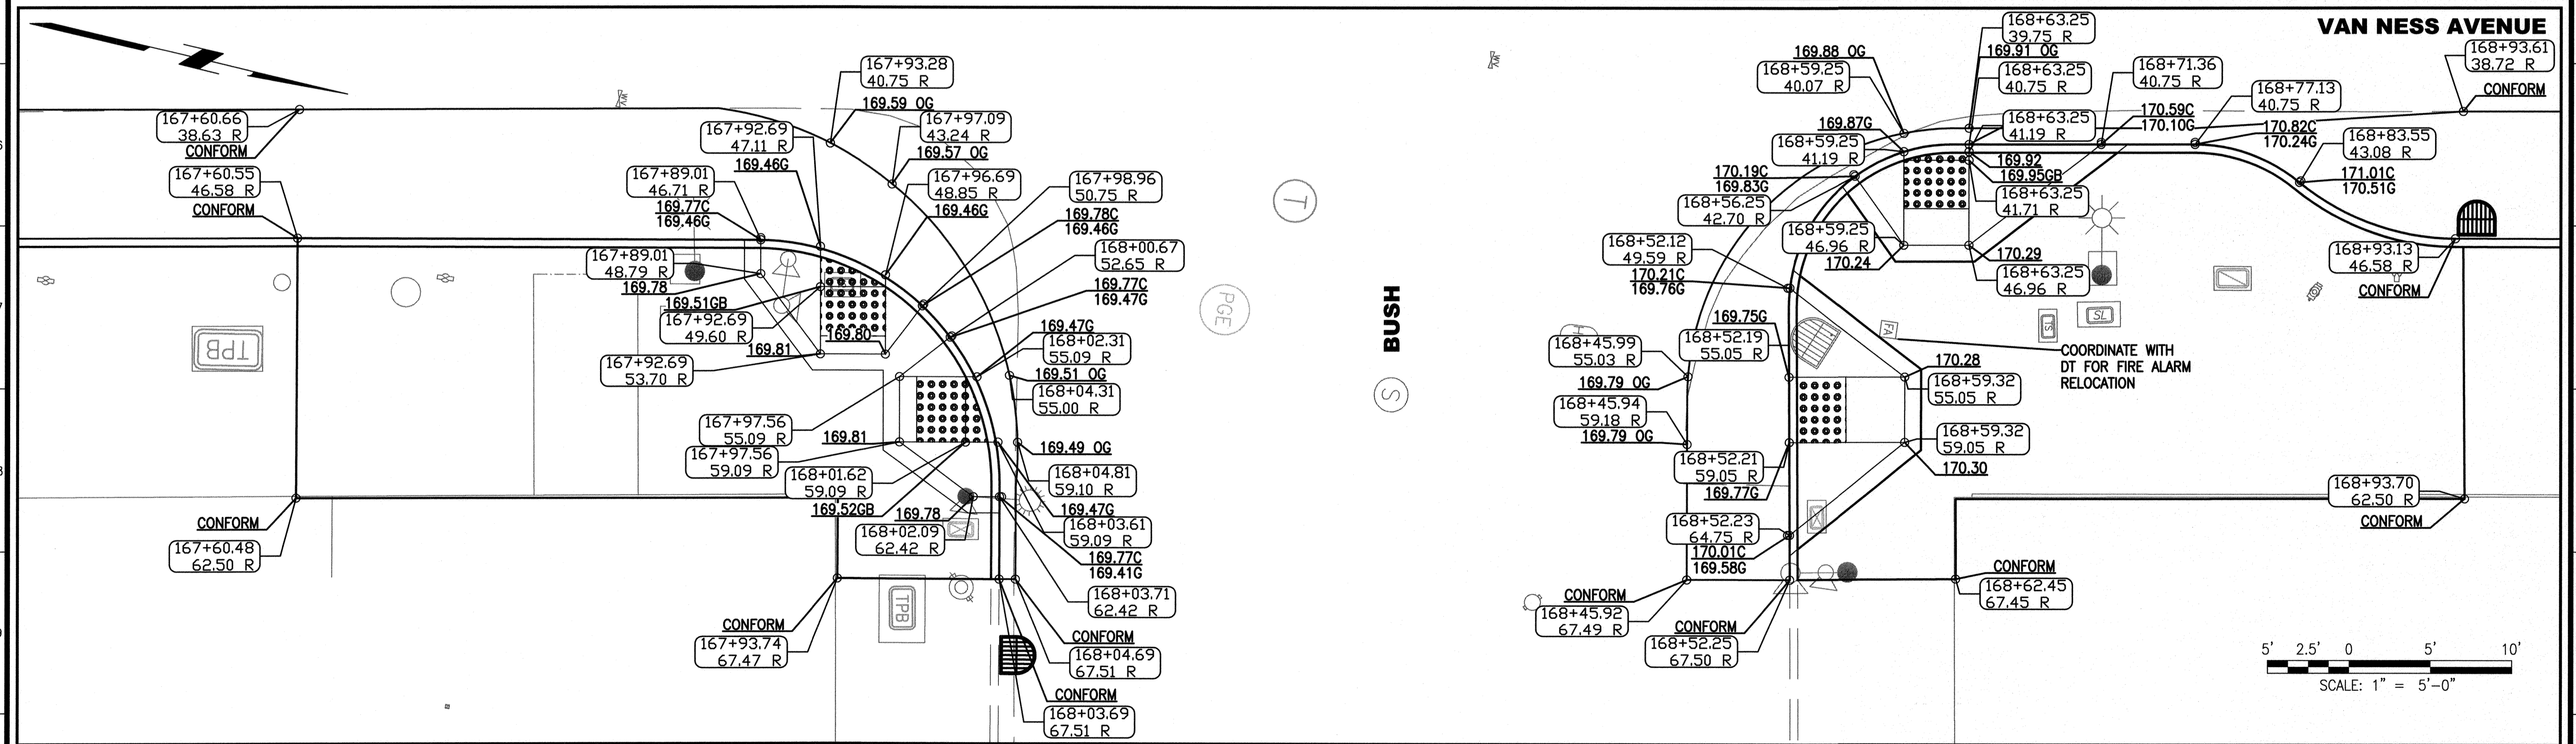 VAN NESS AVENUE
167+60.66
38.63 R
CONFORM
167+60.55
46.58 R
CONFORM
CONFORM
167+60.48
62.50 R
TPB
WV
167+93.28
40.75 R
169.59 OG
167+97.09
43.24 R
169.57 OG
167+92.69
47.11 R
169.46G
167+96.69
48.85 R
169.46G
167+89.01
46.71 R
169.77C
169.46G
167+98.96
50.75 R
169.78C
169.46G
167+89.01
48.79 R
169.78
168+00.67
52.65 R
169.77C
169.47G
169.51GB
167+92.69
49.60 R
169.80
169.81
167+92.69
53.70 R
169.47G
168+02.31
55.09 R
169.51 OG
168+04.31
55.00 R
167+97.56
55.09 R
169.81
167+97.56
59.09 R
169.49 OG
168+04.81
59.10 R
168+01.62
59.09 R
169.52GB
169.78
168+02.09
62.42 R
169.47G
168+03.61
59.09 R
169.77C
169.41G
168+03.71
62.42 R
TPB
CONFORM
167+93.74
67.47 R
CONFORM
168+04.69
67.51 R
CONFORM
168+03.69
67.51 R
T
PGE
BUSH
S
WV
169.88 OG
168+59.25
40.07 R
168+63.25
39.75 R
169.91 OG
168+63.25
40.75 R
168+63.25
41.19 R
168+71.36
40.75 R
170.59C
170.10G
168+77.13
40.75 R
170.82C
170.24G
168+93.61
38.72 R
CONFORM
168+83.55
43.08 R
171.01C
170.51G
169.87G
168+59.25
41.19 R
169.92
169.95GB
168+63.25
41.71 R
170.19C
169.83G
168+56.25
42.70 R
168+59.25
46.96 R
170.24
170.29
168+63.25
46.96 R
168+52.12
49.59 R
170.21C
169.76G
168+93.13
46.58 R
CONFORM
169.75G
168+52.19
55.05 R
H
168+45.99
55.03 R
169.79 OG
168+45.94
59.18 R
169.79 OG
FA
TS
SL
COORDINATE WITH
DT FOR FIRE ALARM
RELOCATION
170.28
168+59.32
55.05 R
168+59.32
59.05 R
170.30
168+52.21
59.05 R
169.77G
168+52.23
64.75 R
170.01C
169.58G
168+93.70
62.50 R
CONFORM
CONFORM
168+45.92
67.49 R
CONFORM
168+52.25
67.50 R
CONFORM
168+62.45
67.45 R
5' 2.5' 0 5' 10'
SCALE: 1" = 5'-0"